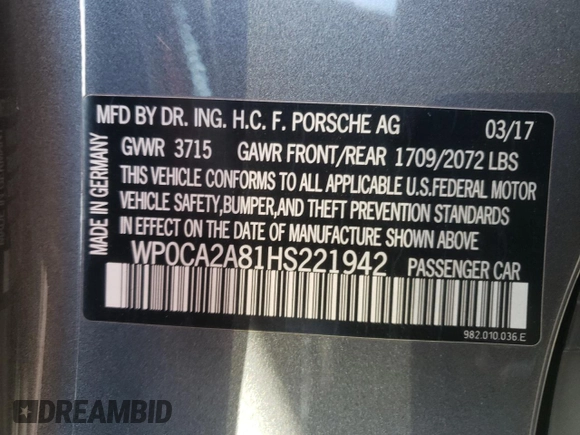 MFD BY DR. ING. H.C. F. PORSCHE AG 03/17
GVWR 3715 GAWR FRONT/REAR 1709/2072 LBS
THIS VEHICLE CONFORMS TO ALL APPLICABLE U.S.FEDERAL MOTOR
VEHICLE SAFETY,BUMPER,AND THEFT PREVENTION STANDARDS
IN EFFECT ON THE DATE OF MANUFACTURE SHOWN ABOVE
WP0CA2A81HS221942 PASSENGER CAR
MADE IN GERMANY
982.010.036.E
DREAMBID